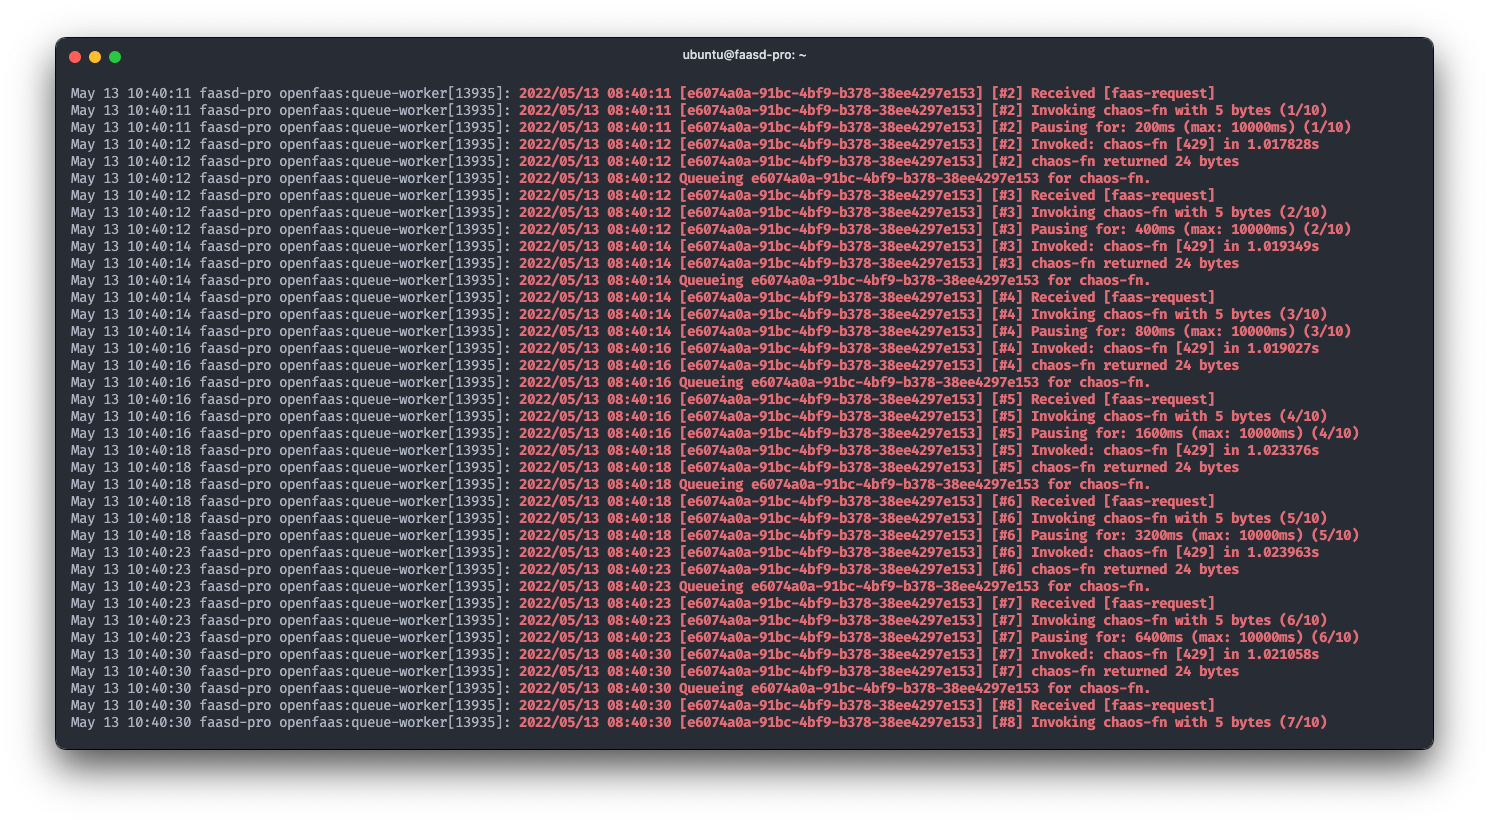 ubuntu@faasd-pro: ~
May 13 10:40:11 faasd-pro openfaas:queue-worker[13935]: 2022/05/13 08:40:11 [e6074a0a-91bc-4bf9-b378-38ee4297e153] [#2] Received [faas-request]
May 13 10:40:11 faasd-pro openfaas:queue-worker[13935]: 2022/05/13 08:40:11 [e6074a0a-91bc-4bf9-b378-38ee4297e153] [#2] Invoking chaos-fn with 5 bytes (1/10)
May 13 10:40:11 faasd-pro openfaas:queue-worker[13935]: 2022/05/13 08:40:11 [e6074a0a-91bc-4bf9-b378-38ee4297e153] [#2] Pausing for: 200ms (max: 10000ms) (1/10)
May 13 10:40:12 faasd-pro openfaas:queue-worker[13935]: 2022/05/13 08:40:12 [e6074a0a-91bc-4bf9-b378-38ee4297e153] [#2] Invoked: chaos-fn [429] in 1.017828s
May 13 10:40:12 faasd-pro openfaas:queue-worker[13935]: 2022/05/13 08:40:12 [e6074a0a-91bc-4bf9-b378-38ee4297e153] [#2] chaos-fn returned 24 bytes
May 13 10:40:12 faasd-pro openfaas:queue-worker[13935]: 2022/05/13 08:40:12 Queueing e6074a0a-91bc-4bf9-b378-38ee4297e153 for chaos-fn.
May 13 10:40:12 faasd-pro openfaas:queue-worker[13935]: 2022/05/13 08:40:12 [e6074a0a-91bc-4bf9-b378-38ee4297e153] [#3] Received [faas-request]
May 13 10:40:12 faasd-pro openfaas:queue-worker[13935]: 2022/05/13 08:40:12 [e6074a0a-91bc-4bf9-b378-38ee4297e153] [#3] Invoking chaos-fn with 5 bytes (2/10)
May 13 10:40:12 faasd-pro openfaas:queue-worker[13935]: 2022/05/13 08:40:12 [e6074a0a-91bc-4bf9-b378-38ee4297e153] [#3] Pausing for: 400ms (max: 10000ms) (2/10)
May 13 10:40:14 faasd-pro openfaas:queue-worker[13935]: 2022/05/13 08:40:14 [e6074a0a-91bc-4bf9-b378-38ee4297e153] [#3] Invoked: chaos-fn [429] in 1.019349s
May 13 10:40:14 faasd-pro openfaas:queue-worker[13935]: 2022/05/13 08:40:14 [e6074a0a-91bc-4bf9-b378-38ee4297e153] [#3] chaos-fn returned 24 bytes
May 13 10:40:14 faasd-pro openfaas:queue-worker[13935]: 2022/05/13 08:40:14 Queueing e6074a0a-91bc-4bf9-b378-38ee4297e153 for chaos-fn.
May 13 10:40:14 faasd-pro openfaas:queue-worker[13935]: 2022/05/13 08:40:14 [e6074a0a-91bc-4bf9-b378-38ee4297e153] [#4] Received [faas-request]
May 13 10:40:14 faasd-pro openfaas:queue-worker[13935]: 2022/05/13 08:40:14 [e6074a0a-91bc-4bf9-b378-38ee4297e153] [#4] Invoking chaos-fn with 5 bytes (3/10)
May 13 10:40:14 faasd-pro openfaas:queue-worker[13935]: 2022/05/13 08:40:14 [e6074a0a-91bc-4bf9-b378-38ee4297e153] [#4] Pausing for: 800ms (max: 10000ms) (3/10)
May 13 10:40:16 faasd-pro openfaas:queue-worker[13935]: 2022/05/13 08:40:16 [e6074a0a-91bc-4bf9-b378-38ee4297e153] [#4] Invoked: chaos-fn [429] in 1.019027s
May 13 10:40:16 faasd-pro openfaas:queue-worker[13935]: 2022/05/13 08:40:16 [e6074a0a-91bc-4bf9-b378-38ee4297e153] [#4] chaos-fn returned 24 bytes
May 13 10:40:16 faasd-pro openfaas:queue-worker[13935]: 2022/05/13 08:40:16 Queueing e6074a0a-91bc-4bf9-b378-38ee4297e153 for chaos-fn.
May 13 10:40:16 faasd-pro openfaas:queue-worker[13935]: 2022/05/13 08:40:16 [e6074a0a-91bc-4bf9-b378-38ee4297e153] [#5] Received [faas-request]
May 13 10:40:16 faasd-pro openfaas:queue-worker[13935]: 2022/05/13 08:40:16 [e6074a0a-91bc-4bf9-b378-38ee4297e153] [#5] Invoking chaos-fn with 5 bytes (4/10)
May 13 10:40:16 faasd-pro openfaas:queue-worker[13935]: 2022/05/13 08:40:16 [e6074a0a-91bc-4bf9-b378-38ee4297e153] [#5] Pausing for: 1600ms (max: 10000ms) (4/10)
May 13 10:40:18 faasd-pro openfaas:queue-worker[13935]: 2022/05/13 08:40:18 [e6074a0a-91bc-4bf9-b378-38ee4297e153] [#5] Invoked: chaos-fn [429] in 1.023376s
May 13 10:40:18 faasd-pro openfaas:queue-worker[13935]: 2022/05/13 08:40:18 [e6074a0a-91bc-4bf9-b378-38ee4297e153] [#5] chaos-fn returned 24 bytes
May 13 10:40:18 faasd-pro openfaas:queue-worker[13935]: 2022/05/13 08:40:18 Queueing e6074a0a-91bc-4bf9-b378-38ee4297e153 for chaos-fn.
May 13 10:40:18 faasd-pro openfaas:queue-worker[13935]: 2022/05/13 08:40:18 [e6074a0a-91bc-4bf9-b378-38ee4297e153] [#6] Received [faas-request]
May 13 10:40:18 faasd-pro openfaas:queue-worker[13935]: 2022/05/13 08:40:18 [e6074a0a-91bc-4bf9-b378-38ee4297e153] [#6] Invoking chaos-fn with 5 bytes (5/10)
May 13 10:40:18 faasd-pro openfaas:queue-worker[13935]: 2022/05/13 08:40:18 [e6074a0a-91bc-4bf9-b378-38ee4297e153] [#6] Pausing for: 3200ms (max: 10000ms) (5/10)
May 13 10:40:23 faasd-pro openfaas:queue-worker[13935]: 2022/05/13 08:40:23 [e6074a0a-91bc-4bf9-b378-38ee4297e153] [#6] Invoked: chaos-fn [429] in 1.023963s
May 13 10:40:23 faasd-pro openfaas:queue-worker[13935]: 2022/05/13 08:40:23 [e6074a0a-91bc-4bf9-b378-38ee4297e153] [#6] chaos-fn returned 24 bytes
May 13 10:40:23 faasd-pro openfaas:queue-worker[13935]: 2022/05/13 08:40:23 Queueing e6074a0a-91bc-4bf9-b378-38ee4297e153 for chaos-fn.
May 13 10:40:23 faasd-pro openfaas:queue-worker[13935]: 2022/05/13 08:40:23 [e6074a0a-91bc-4bf9-b378-38ee4297e153] [#7] Received [faas-request]
May 13 10:40:23 faasd-pro openfaas:queue-worker[13935]: 2022/05/13 08:40:23 [e6074a0a-91bc-4bf9-b378-38ee4297e153] [#7] Invoking chaos-fn with 5 bytes (6/10)
May 13 10:40:23 faasd-pro openfaas:queue-worker[13935]: 2022/05/13 08:40:23 [e6074a0a-91bc-4bf9-b378-38ee4297e153] [#7] Pausing for: 6400ms (max: 10000ms) (6/10)
May 13 10:40:30 faasd-pro openfaas:queue-worker[13935]: 2022/05/13 08:40:30 [e6074a0a-91bc-4bf9-b378-38ee4297e153] [#7] Invoked: chaos-fn [429] in 1.021058s
May 13 10:40:30 faasd-pro openfaas:queue-worker[13935]: 2022/05/13 08:40:30 [e6074a0a-91bc-4bf9-b378-38ee4297e153] [#7] chaos-fn returned 24 bytes
May 13 10:40:30 faasd-pro openfaas:queue-worker[13935]: 2022/05/13 08:40:30 Queueing e6074a0a-91bc-4bf9-b378-38ee4297e153 for chaos-fn.
May 13 10:40:30 faasd-pro openfaas:queue-worker[13935]: 2022/05/13 08:40:30 [e6074a0a-91bc-4bf9-b378-38ee4297e153] [#8] Received [faas-request]
May 13 10:40:30 faasd-pro openfaas:queue-worker[13935]: 2022/05/13 08:40:30 [e6074a0a-91bc-4bf9-b378-38ee4297e153] [#8] Invoking chaos-fn with 5 bytes (7/10)